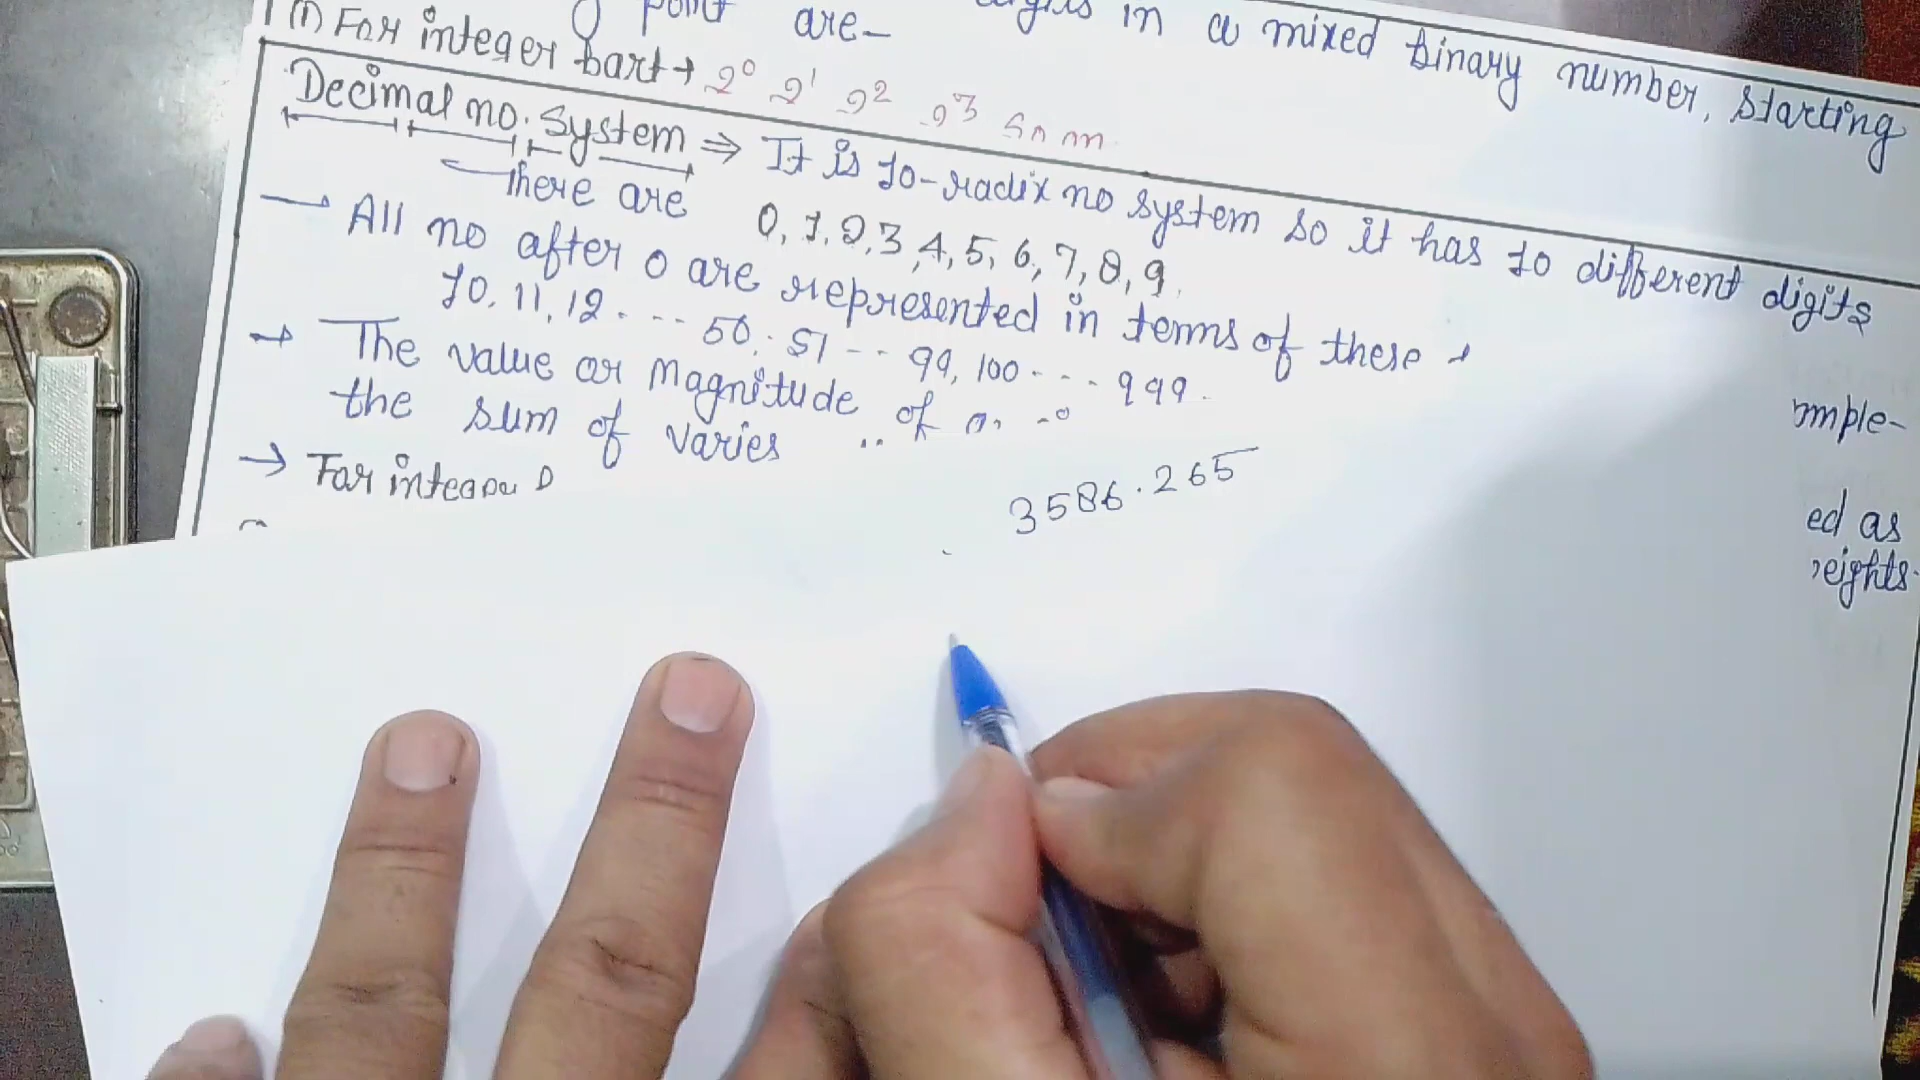 point are- digits in a mixed binary number, starting
(i) For integer part → 2⁰ 2¹ 2² 2³
Decimal no. system ⇒ It is 10-radix no system so it has 10 different digits
There are 0, 1, 2, 3, 4, 5, 6, 7, 8, 9
All no after 0 are represented in terms of these
10, 11, 12 . --- 50, . 51 -- 99, 100 - - - 999.
→ The value or magnitude of
the sum of varies
→ For
3586.265
ed as